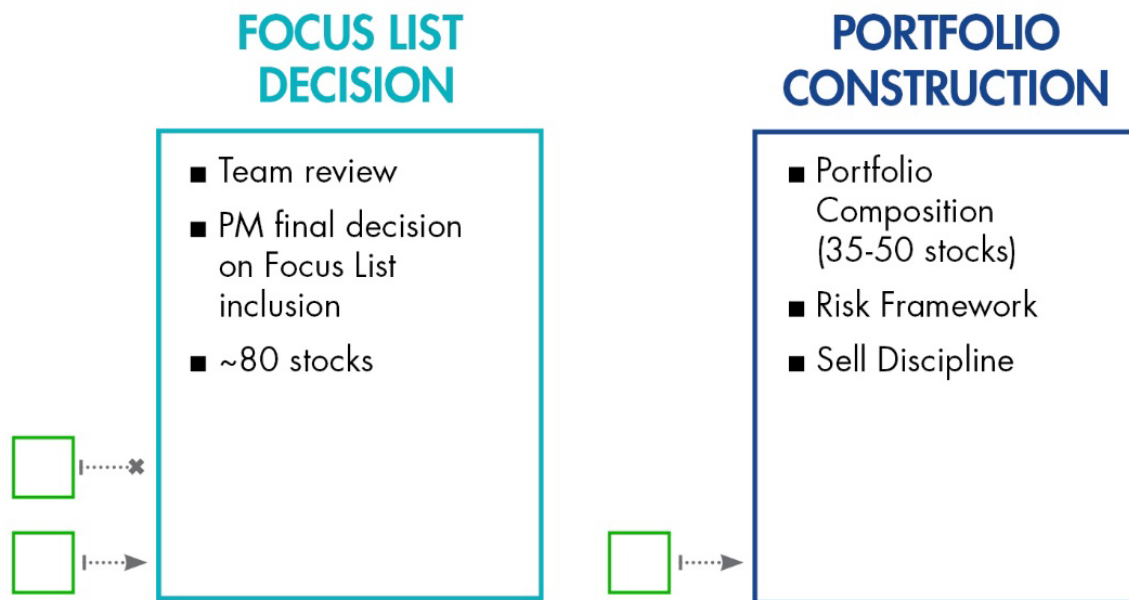 FOCUS LIST
DECISION
■ Team review
■ PM final decision
on Focus List
inclusion
■ ~80 stocks
PORTFOLIO
CONSTRUCTION
■ Portfolio
Composition
(35-50 stocks)
■ Risk Framework
■ Sell Discipline